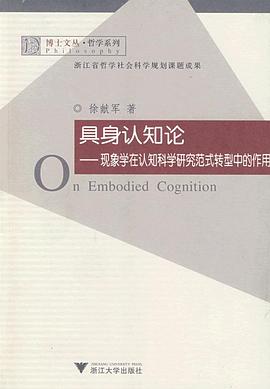 博士文丛·哲学系列
Philosophy
浙江省哲学社会科学规划课题成果
◎ 徐献军 著
具身认知论
——现象学在认知科学研究范式转型中的作用
On Embodied Cognition
ZHEJIANG UNIVERSITY PRESS
浙江大学出版社